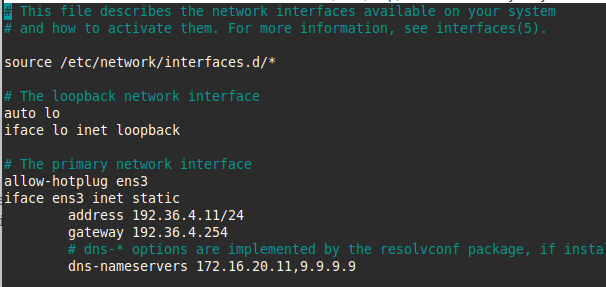 # This file describes the network interfaces available on your system
# and how to activate them. For more information, see interfaces(5).
source /etc/network/interfaces.d/*
# The loopback network interface
auto lo
iface lo inet loopback
# The primary network interface
allow-hotplug ens3
iface ens3 inet static
address 192.36.4.11/24
gateway 192.36.4.254
# dns-* options are implemented by the resolvconf package, if
dns-nameservers 172.16.20.11,9.9.9.9